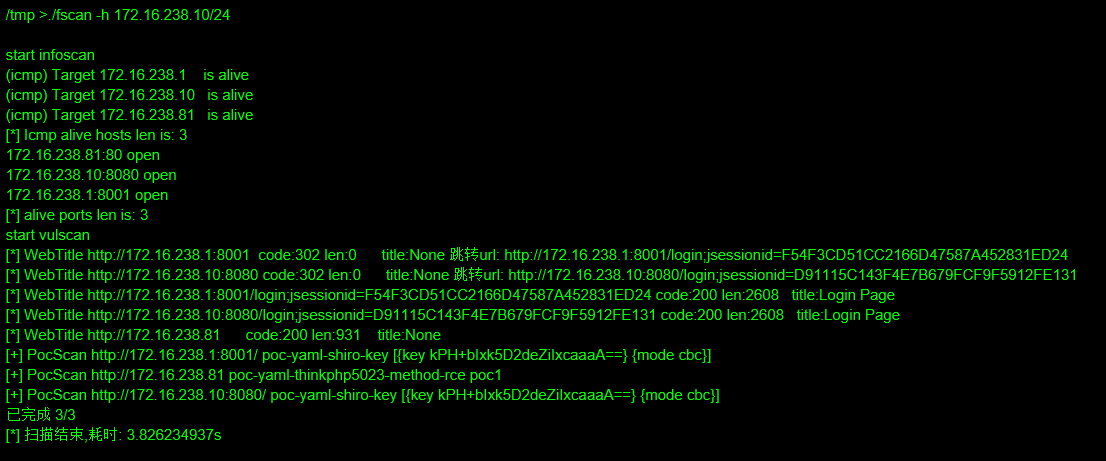 /tmp >./fscan -h 172.16.238.10/24
start infoscan
(icmp) Target 172.16.238.1 is alive
(icmp) Target 172.16.238.10 is alive
(icmp) Target 172.16.238.81 is alive
[*] Icmp alive hosts len is: 3
172.16.238.81:80 open
172.16.238.10:8080 open
172.16.238.1:8001 open
[*] alive ports len is: 3
start vulscan
[*] WebTitle http://172.16.238.1:8001 code:302 len:0 title:None 跳转url: http://172.16.238.1:8001/login;jsessionid=F54F3CD51CC2166D47587A452831ED24
[*] WebTitle http://172.16.238.10:8080 code:302 len:0 title:None 跳转url: http://172.16.238.10:8080/login;jsessionid=D91115C143F4E7B679FCF9F5912FE131
[*] WebTitle http://172.16.238.1:8001/login;jsessionid=F54F3CD51CC2166D47587A452831ED24 code:200 len:2608 title:Login Page
[*] WebTitle http://172.16.238.10:8080/login;jsessionid=D91115C143F4E7B679FCF9F5912FE131 code:200 len:2608 title:Login Page
[*] WebTitle http://172.16.238.81 code:200 len:931 title:None
[+] PocScan http://172.16.238.1:8001/ poc-yaml-shiro-key [{key kPH+bIxk5D2deZiIxcaaaA==} {mode cbc}]
[+] PocScan http://172.16.238.81 poc-yaml-thinkphp5023-method-rce poc1
[+] PocScan http://172.16.238.10:8080/ poc-yaml-shiro-key [{key kPH+bIxk5D2deZiIxcaaaA==} {mode cbc}]
已完成 3/3
[*] 扫描结束,耗时: 3.826234937s